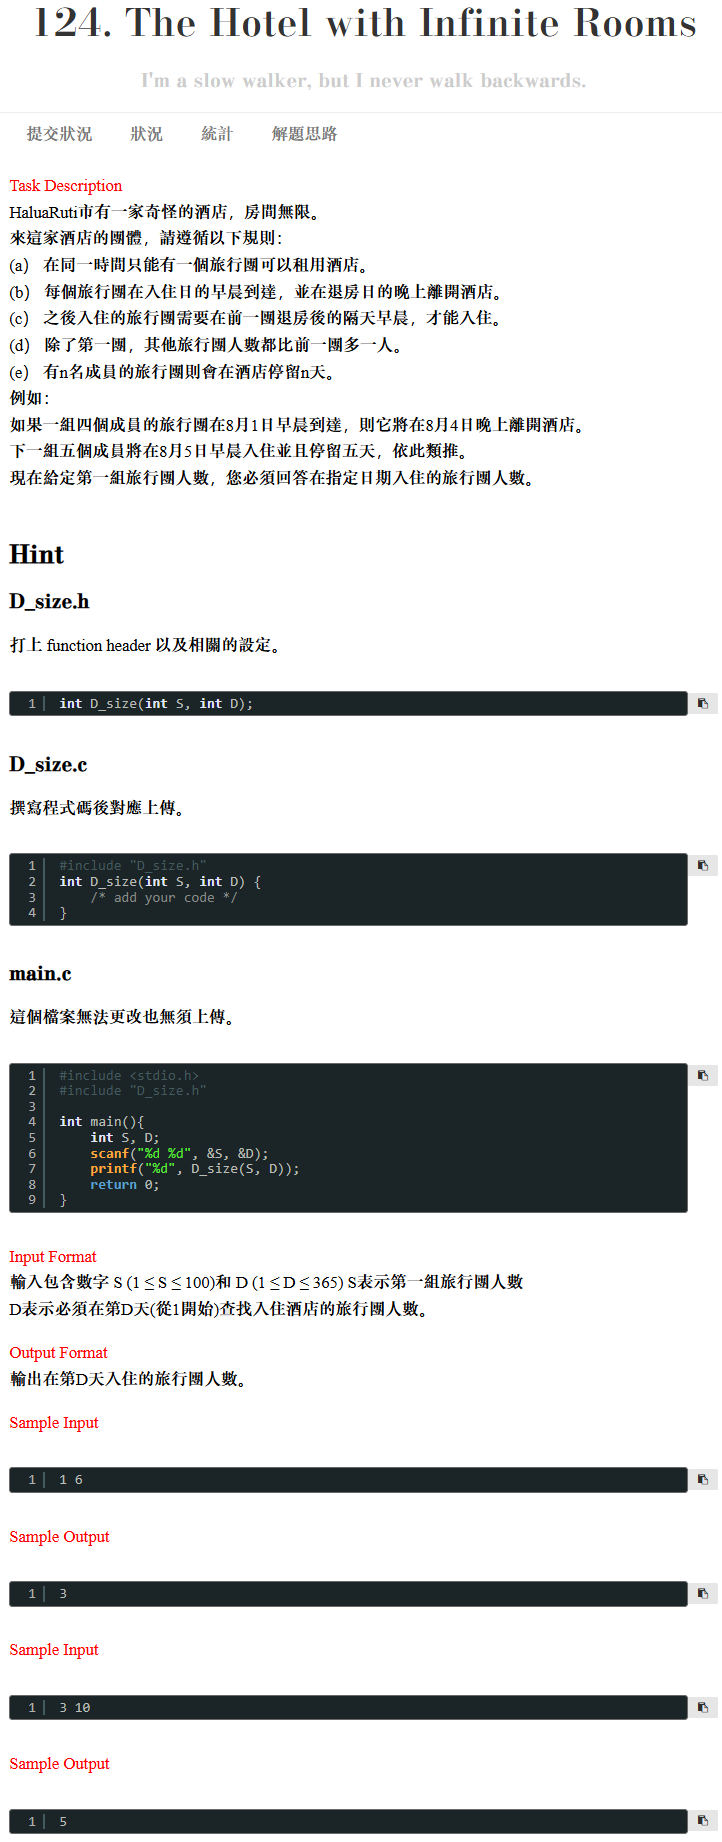 124. The Hotel with Infinite Rooms
I'm a slow walker, but I never walk backwards.
提交狀況 狀況 統計 解題思路
Task Description
HaluaRuti市有一家奇怪的酒店，房間無限。
來這家酒店的團體，請遵循以下規則：
(a) 在同一時間只能有一個旅行團可以租用酒店。
(b) 每個旅行團在入住日的早晨到達，並在退房日的晚上離開酒店。
(c) 之後入住的旅行團需要在前一團退房後的隔天早晨，才能入住。
(d) 除了第一團，其他旅行團人數都比前一團多一人。
(e) 有n名成員的旅行團則會在酒店停留n天。
例如：
如果一組四個成員的旅行團在8月1日早晨到達，則它將在8月4日晚上離開酒店。
下一組五個成員將在8月5日早晨入住並且停留五天，依此類推。
現在給定第一組旅行團人數，您必須回答在指定日期入住的旅行團人數。
Hint
D_size.h
打上 function header 以及相關的設定。
1 int D_size(int S, int D);
D_size.c
撰寫程式碼後對應上傳。
1 #include "D_size.h"
2 int D_size(int S, int D) {
3 /* add your code */
4 }
main.c
這個檔案無法更改也無須上傳。
1 #include <stdio.h>
2 #include "D_size.h"
3
4 int main(){
5 int S, D;
6 scanf("%d %d", &S, &D);
7 printf("%d", D_size(S, D));
8 return 0;
9 }
Input Format
輸入包含數字 S (1 ≤ S ≤ 100)和 D (1 ≤ D ≤ 365) S表示第一組旅行團人數
D表示必須在第D天(從1開始)查找入住酒店的旅行團人數。
Output Format
輸出在第D天入住的旅行團人數。
Sample Input
1 1 6
Sample Output
1 3
Sample Input
1 3 10
Sample Output
1 5